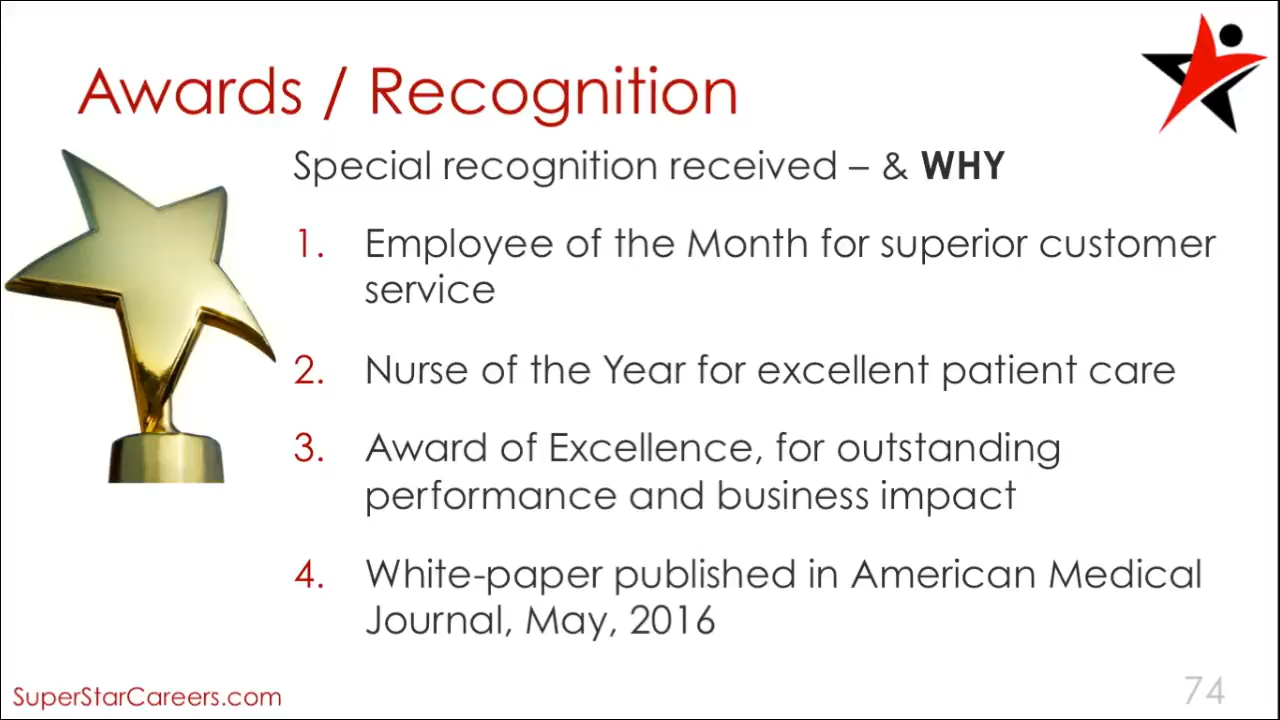 Awards / Recognition
Special recognition received – & WHY
1. Employee of the Month for superior customer
service
2. Nurse of the Year for excellent patient care
3. Award of Excellence, for outstanding
performance and business impact
4. White-paper published in American Medical
Journal, May, 2016
SuperStarCareers.com
74